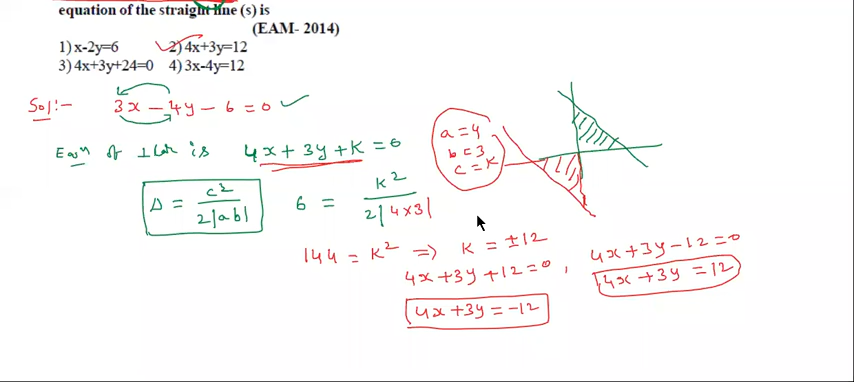 equation of the straight line (s) is
(EAM- 2014)
1) x-2y=6 2) 4x+3y=12
3) 4x+3y+24=0 4) 3x-4y=12
Sol:- 3x - 4y - 6 = 0
Eqn of ⊥lar is 4x + 3y + K = 0
a = 4
b = 3
c = K
Δ = c²/2|ab| 6 = K²/2|4×3|
144 = K² ⇒ K = ±12
4x+3y+12=0, 4x+3y-12=0
4x+3y = -12 4x+3y = 12